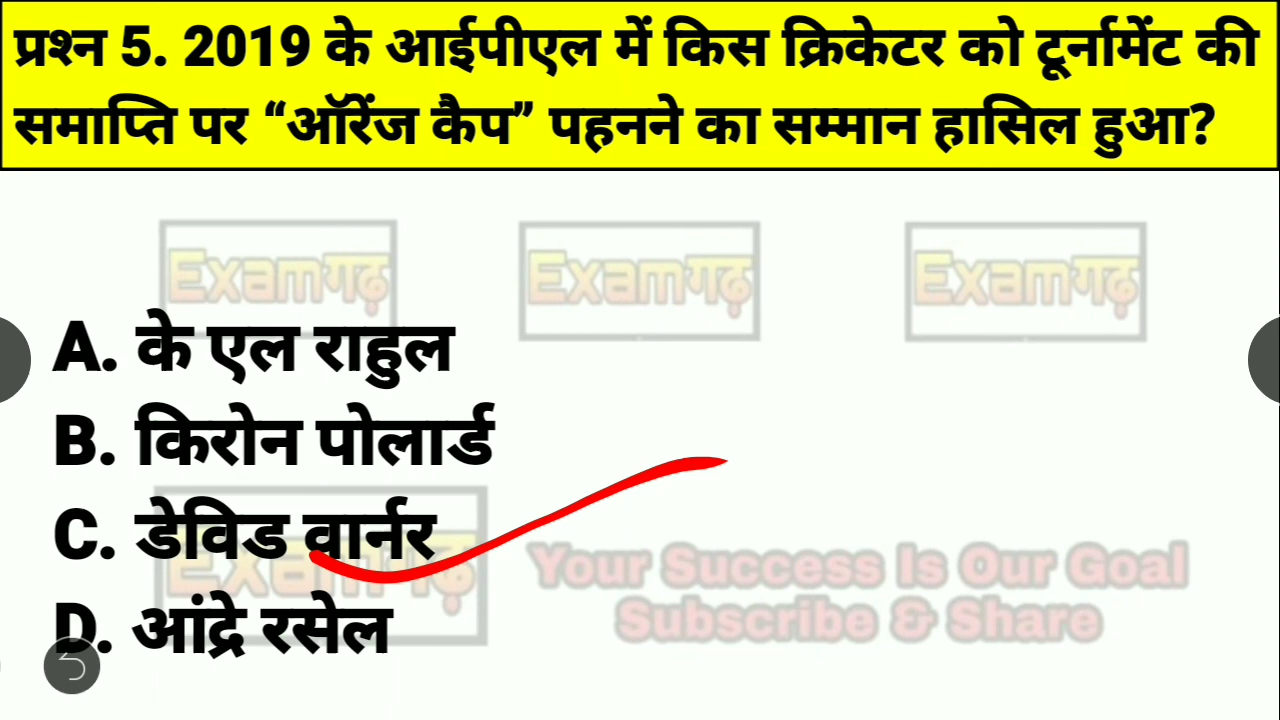 प्रश्न 5. 2019 के आईपीएल में किस क्रिकेटर को टूर्नामेंट की
समाप्ति पर “ऑरेंज कैप” पहनने का सम्मान हासिल हुआ?
Examगढ़ Examगढ़ Examगढ़
A. के एल राहुल
B. किरोन पोलार्ड
C. डेविड वार्नर
Examगढ़ Your Success Is Our Goal
Subscribe & Share
D. आंद्रे रसेल